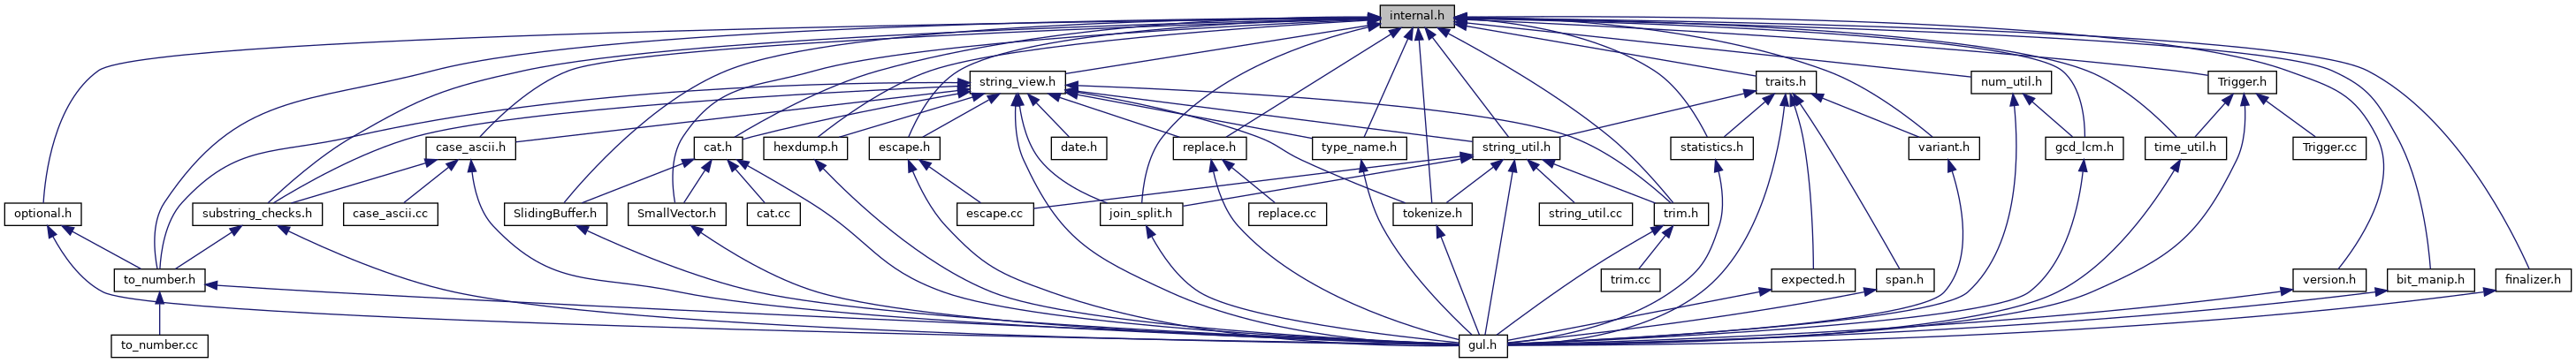 internal.h
string_view.h
traits.h
num_util.h
Trigger.h
case_ascii.h
cat.h
hexdump.h
escape.h
date.h
replace.h
type_name.h
string_util.h
statistics.h
variant.h
gcd_lcm.h
time_util.h
Trigger.cc
optional.h
substring_checks.h
case_ascii.cc
SlidingBuffer.h
SmallVector.h
cat.cc
escape.cc
join_split.h
replace.cc
tokenize.h
string_util.cc
trim.h
to_number.h
trim.cc
expected.h
span.h
version.h
bit_manip.h
finalizer.h
to_number.cc
gul.h